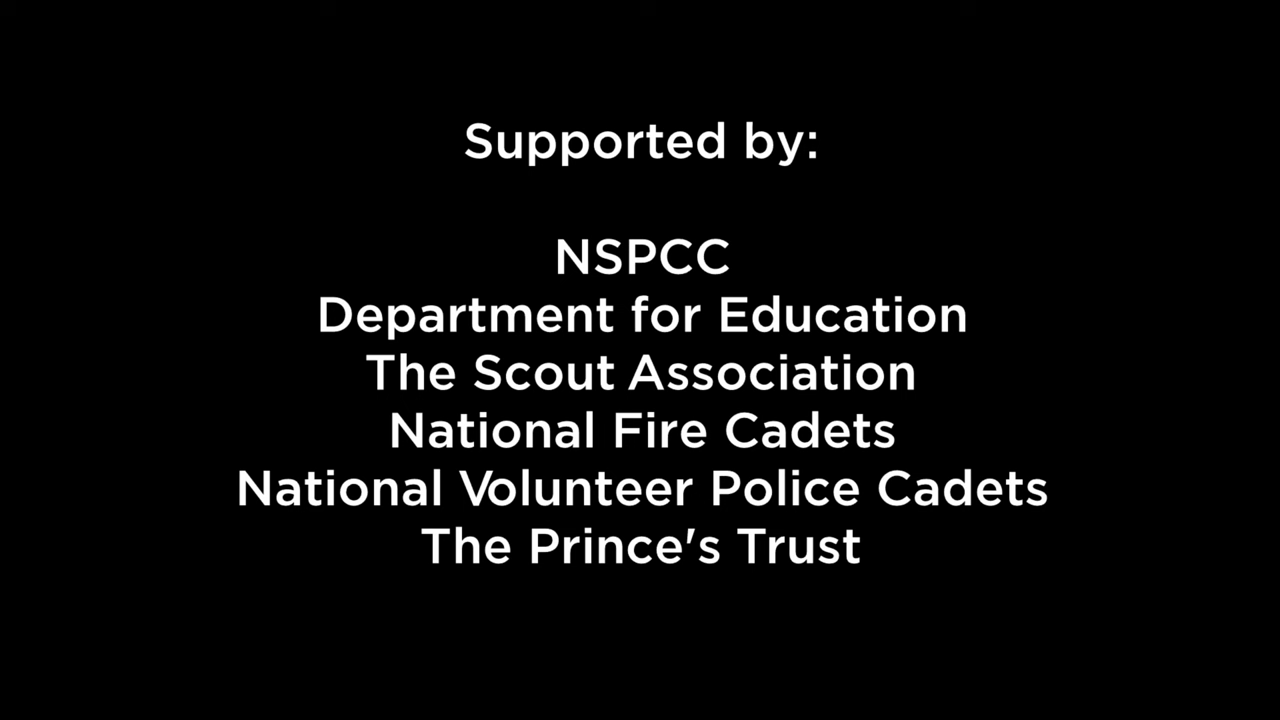 Supported by:
NSPCC
Department for Education
The Scout Association
National Fire Cadets
National Volunteer Police Cadets
The Prince's Trust